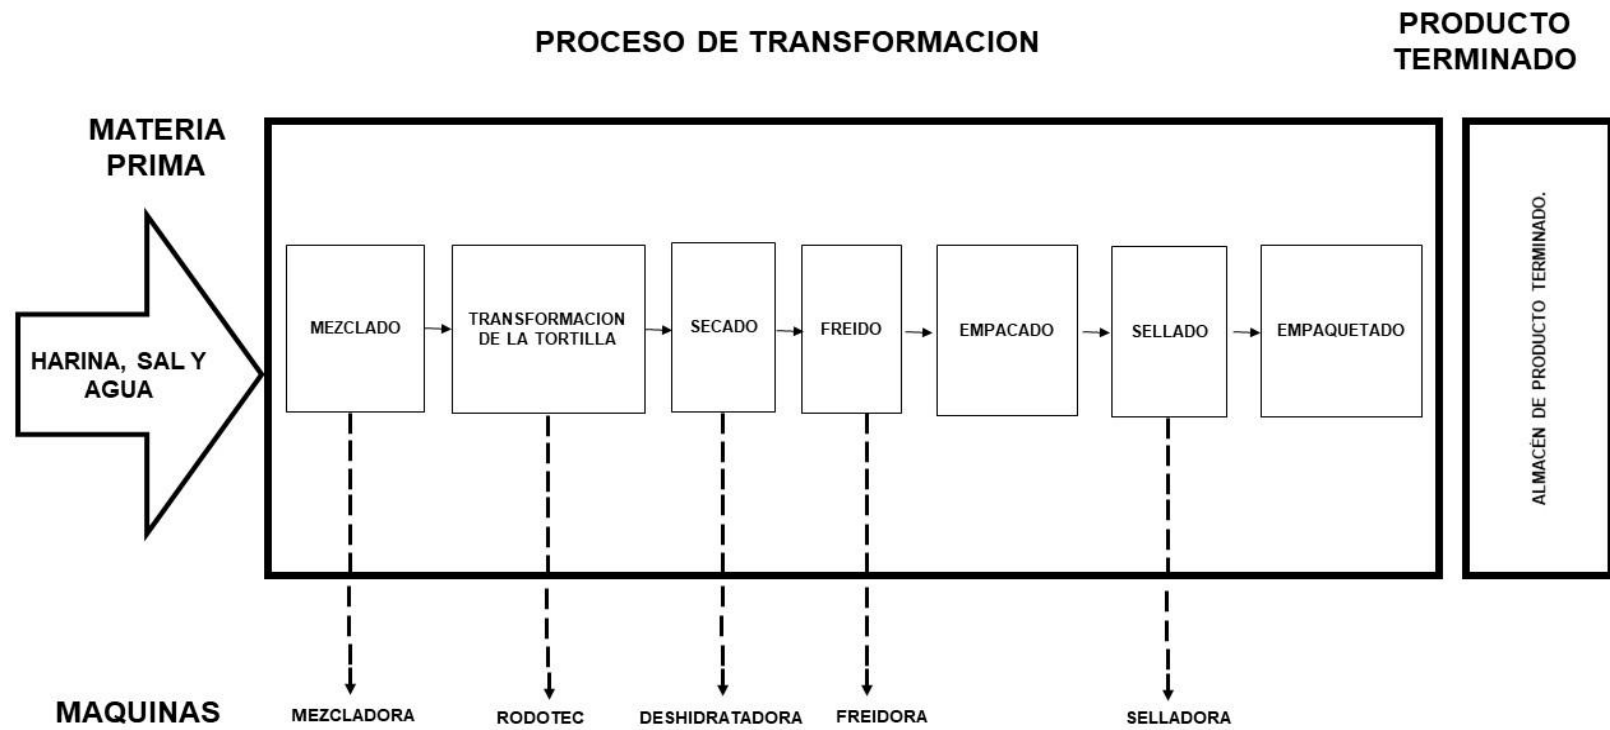 PROCESO DE TRANSFORMACION
PRODUCTO
TERMINADO
MATERIA
PRIMA
HARINA, SAL Y
AGUA
MEZCLADO
TRANSFORMACION
DE LA TORTILLA
SECADO
FREIDO
EMPACADO
SELLADO
EMPAQUETADO
ALMACÉN DE PRODUCTO TERMINADO.
MAQUINAS
MEZCLADORA
RODOTEC
DESHIDRATADORA
FREIDORA
SELLADORA